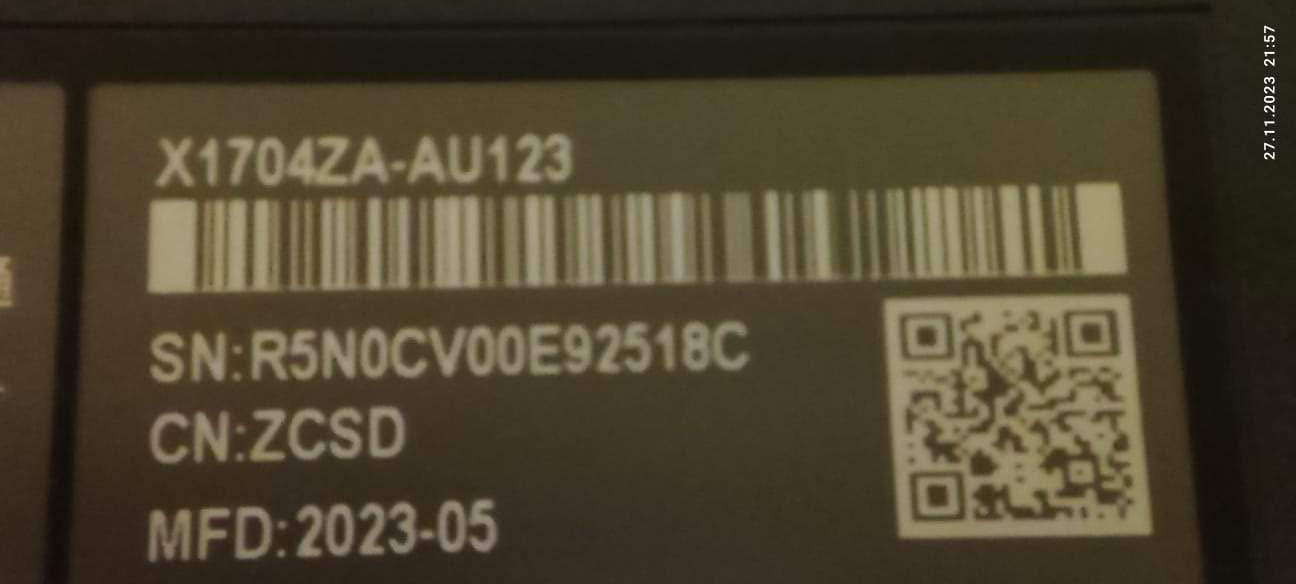 X1704ZA-AU123
SN:R5N0CV00E92518C
CN:ZCSD
MFD:2023-05
27.11.2023 21:57